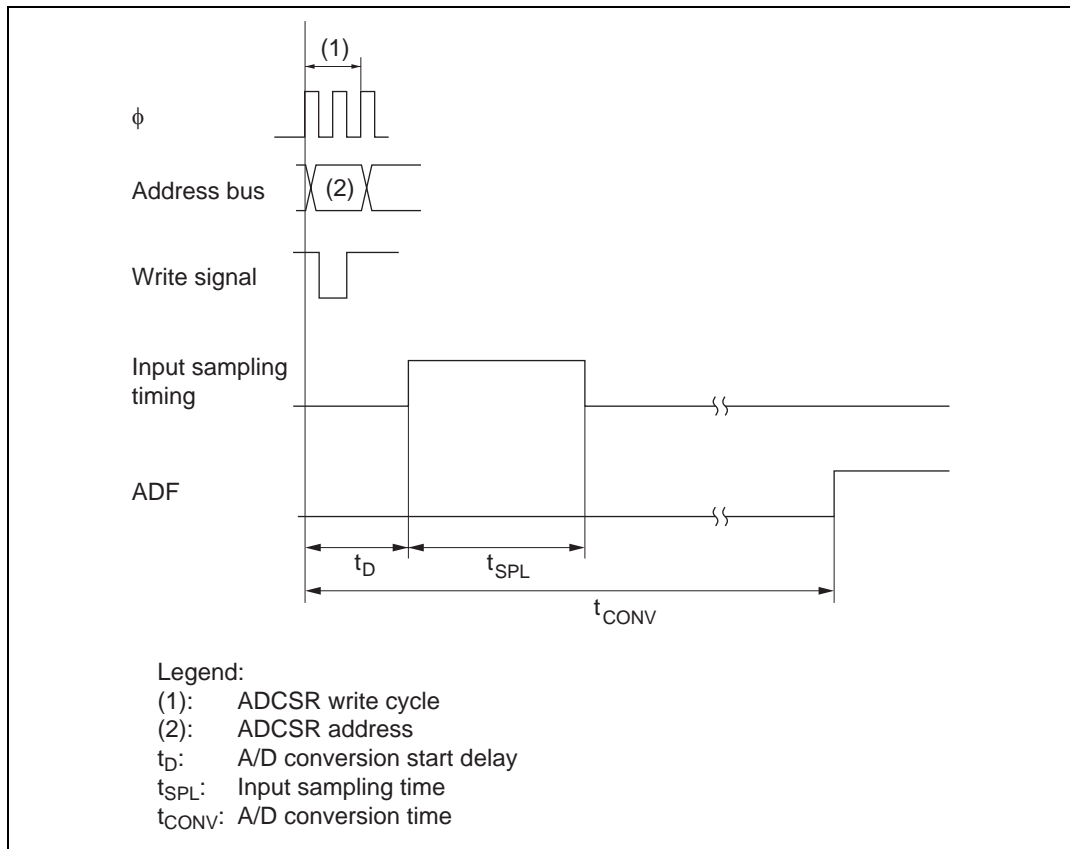 (1)
ϕ
Address bus
(2)
Write signal
Input sampling
timing
ADF
tD
tSPL
tCONV
Legend:
(1): ADCSR write cycle
(2): ADCSR address
tD: A/D conversion start delay
tSPL: Input sampling time
tCONV: A/D conversion time